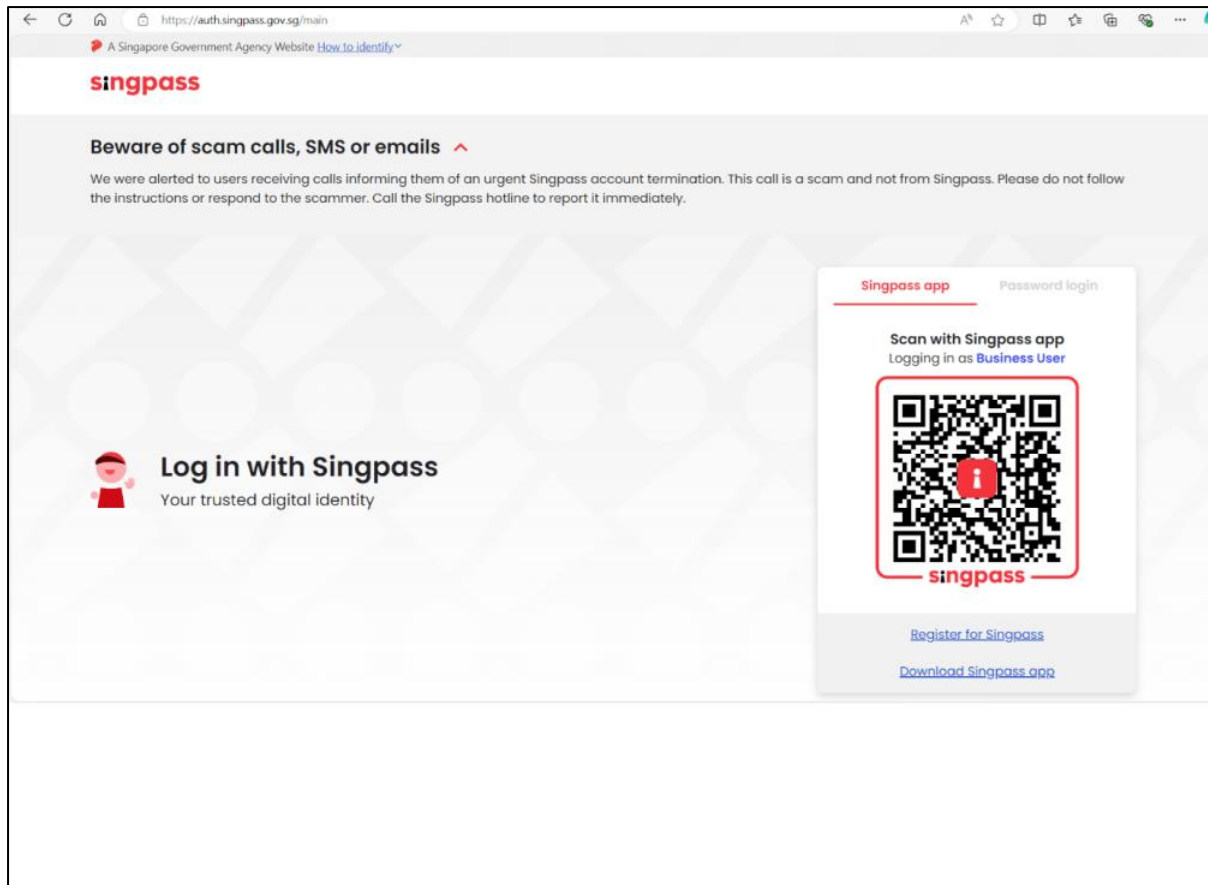 https://auth.singpass.gov.sg/main
A Singapore Government Agency Website How to identify
singpass
Beware of scam calls, SMS or emails
We were alerted to users receiving calls informing them of an urgent Singpass account termination. This call is a scam and not from Singpass. Please do not follow
the instructions or respond to the scammer. Call the Singpass hotline to report it immediately.
Singpass app Password login
Scan with Singpass app
Logging in as Business User
singpass
Log in with Singpass
Your trusted digital identity
Register for Singpass
Download Singpass app